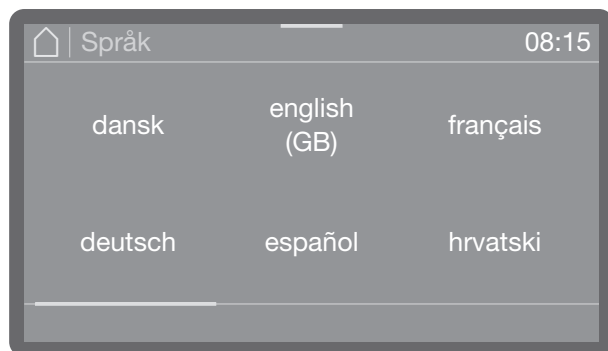 Språk
08:15
dansk
english
(GB)
français
deutsch
español
hrvatski